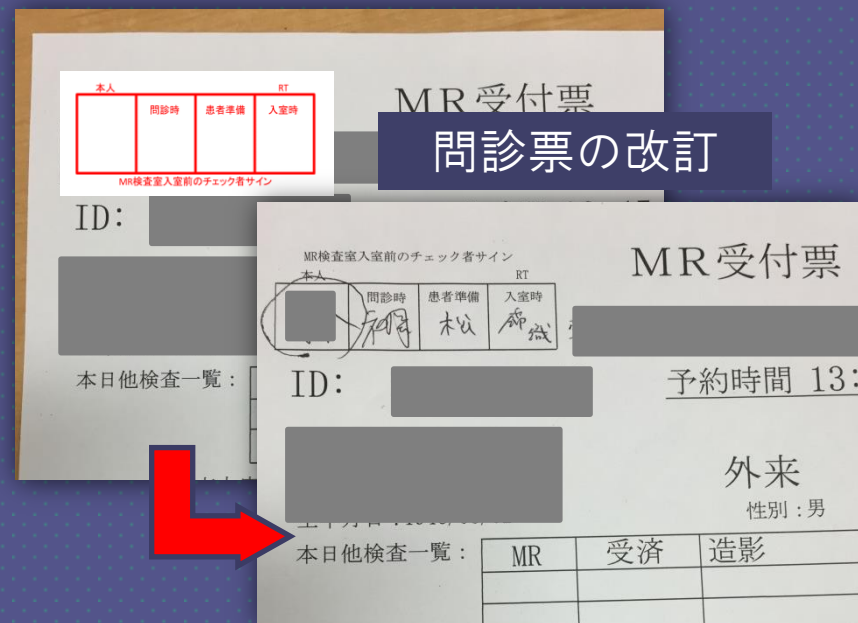 本人 RT
問診時 患者準備 入室時
MR検査室入室前のチェック者サイン
MR受付票
問診票の改訂
ID:
本日他検査一覧：
MR検査室入室前のチェック者サイン
本人 RT
問診時 患者準備 入室時
松 錦織
MR受付票
ID:
予約時間 13:
外来
性別：男
本日他検査一覧： MR 受済 造影